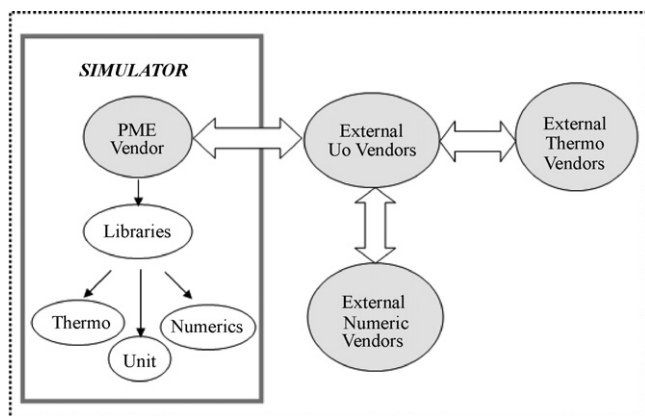 SIMULATOR
PME
Vendor
External
Uo Vendors
External
Thermo
Vendors
Libraries
Thermo
Numerics
Unit
External
Numeric
Vendors